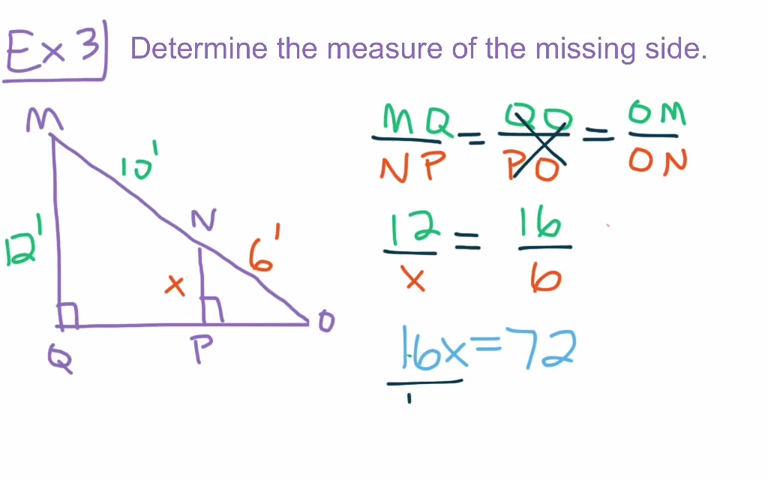 Ex 3 Determine the measure of the missing side.
M
10'
12'
N
6'
x
Q
P
O
MQ/NP = QO/PO = OM/ON
12/x = 16/6
16x = 72
1